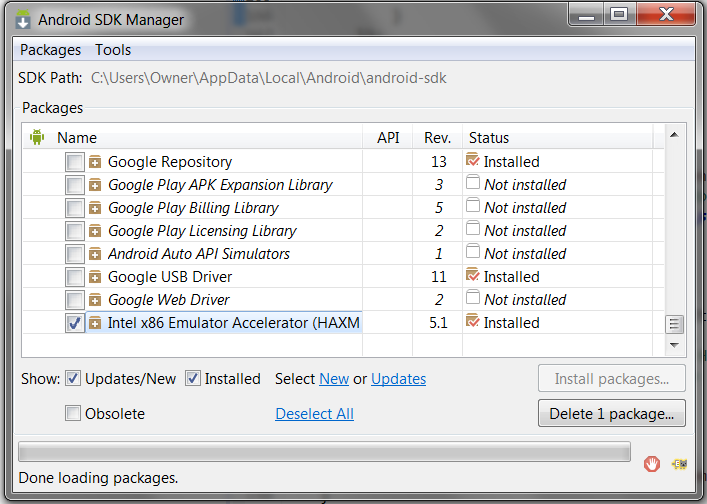 Android SDK Manager
Packages Tools
SDK Path: C:\Users\Owner\AppData\Local\Android\android-sdk
Packages
Name API Rev. Status
Google Repository 13 Installed
Google Play APK Expansion Library 3 Not installed
Google Play Billing Library 5 Not installed
Google Play Licensing Library 2 Not installed
Android Auto API Simulators 1 Not installed
Google USB Driver 11 Installed
Google Web Driver 2 Not installed
Intel x86 Emulator Accelerator (HAXM 5.1 Installed
Show: Updates/New Installed Select New or Updates Install packages...
Obsolete Deselect All Delete 1 package...
Done loading packages.